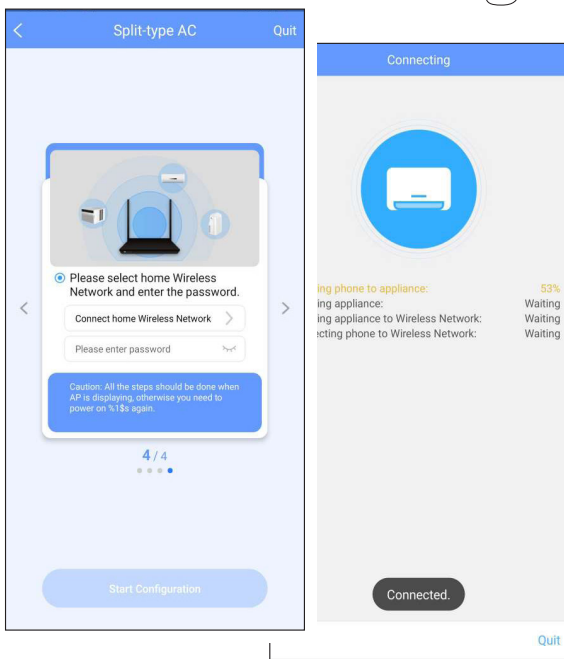 Split-type AC
Quit
Please select home Wireless
Network and enter the password.
Connect home Wireless Network
Please enter password
Caution: All the steps should be done when
AP is displaying, otherwise you need to
power on %1$s again.
4 / 4
Start Configuration
Connecting
ing phone to appliance: 53%
ing appliance: Waiting
ing appliance to Wireless Network: Waiting
ecting phone to Wireless Network: Waiting
Connected.
Quit